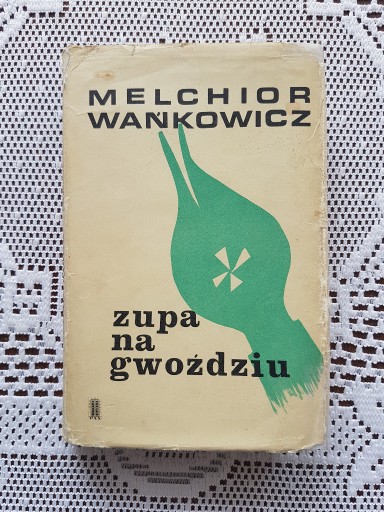 MELCHIOR
WAŃKOWICZ
zupa
na
gwoździu